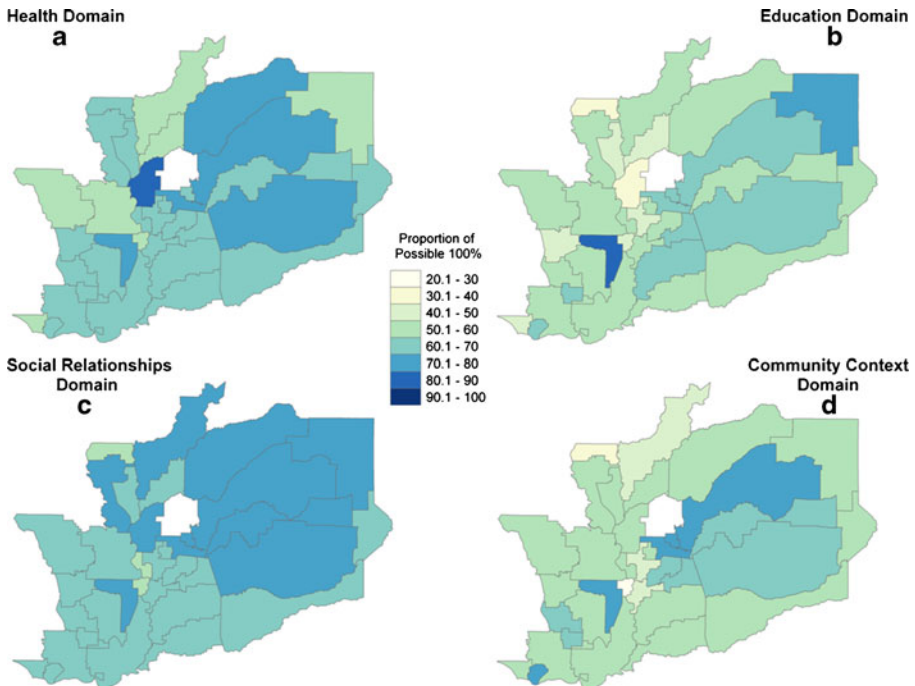 Health Domain
a
Education Domain
b
Proportion of
Possible 100%
20.1 - 30
30.1 - 40
40.1 - 50
50.1 - 60
60.1 - 70
70.1 - 80
80.1 - 90
90.1 - 100
Social Relationships
Domain
c
Community Context
Domain
d